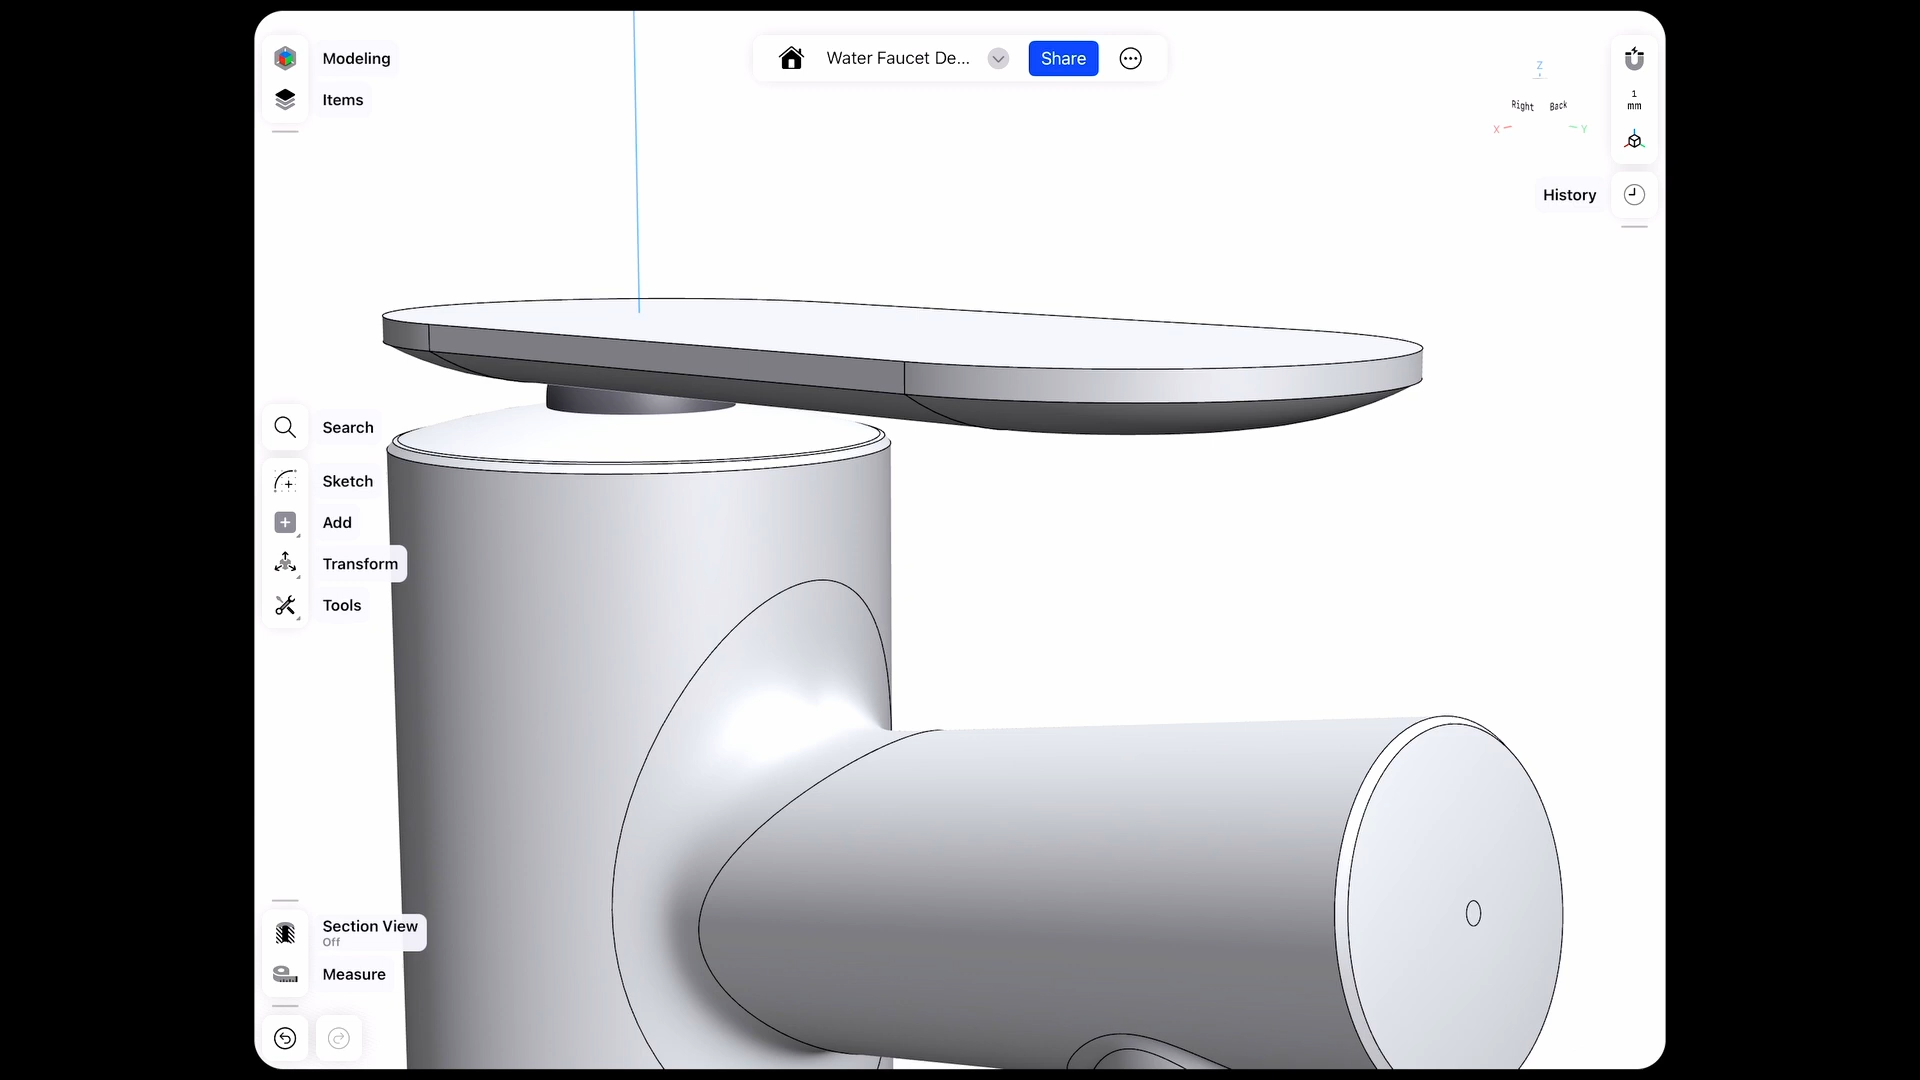 Modeling
Items
Water Faucet De...
Share
Z
Right
Back
X
Y
1
mm
History
Search
Sketch
Add
Transform
Tools
Section View
Off
Measure